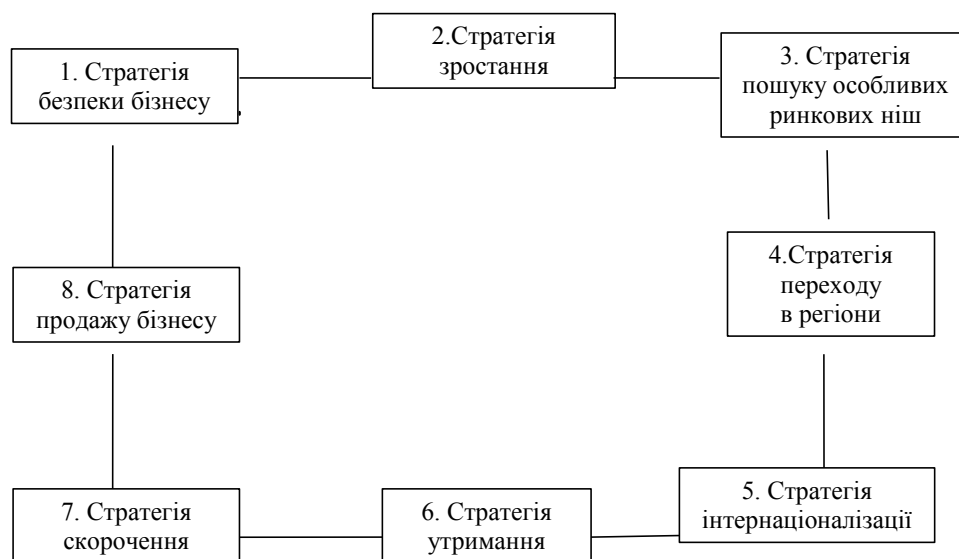 1. Стратегія
безпеки бізнесу
2.Стратегія
зростання
3. Стратегія
пошуку особливих
ринкових ніш
4.Стратегія
переходу
в регіони
5. Стратегія
інтернаціоналізації
6. Стратегія
утримання
7. Стратегія
скорочення
8. Стратегія
продажу бізнесу